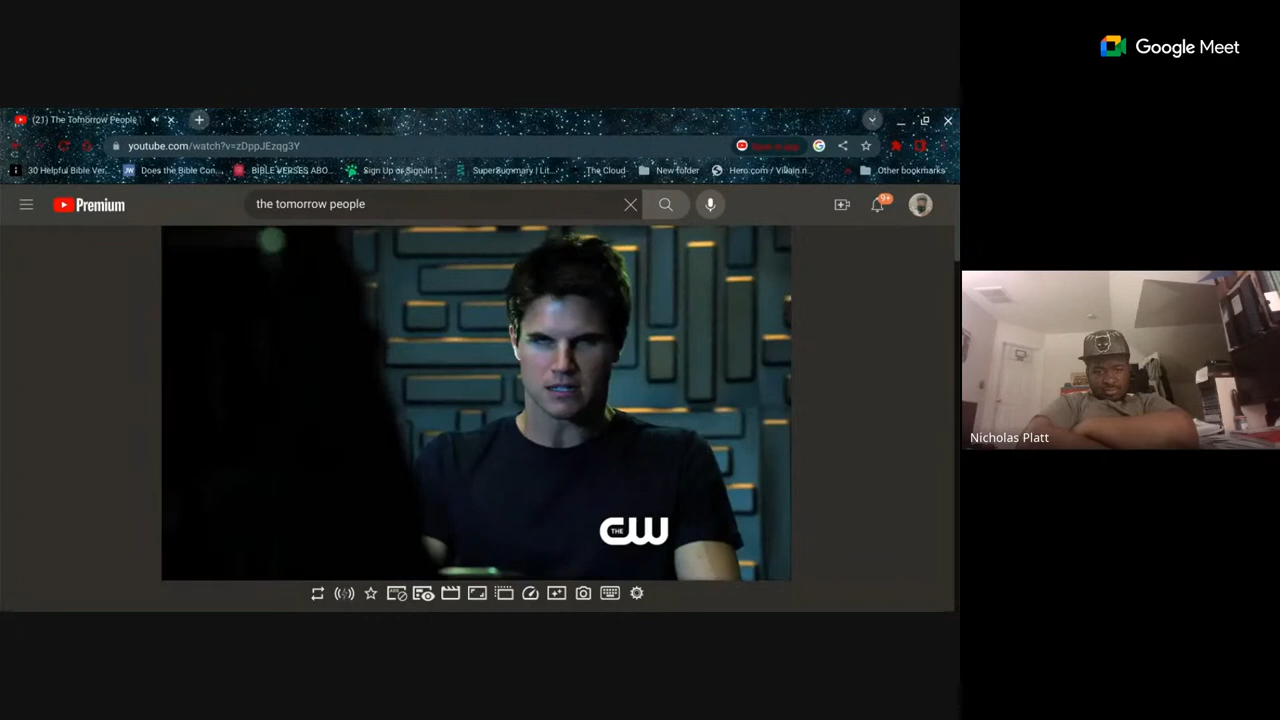 Google Meet
(21) The Tomorrow People
youtube.com/watch?v=zDppJEzqg3Y
30 Helpful Bible Ver...
Does the Bible Con...
BIBLE VERSES ABO...
Sign Up or Sign In |
SuperSummary | Lit...
The Cloud
New folder
Hero.com / Villain.n...
Other bookmarks
Premium
the tomorrow people
9+
THE CW
Nicholas Platt